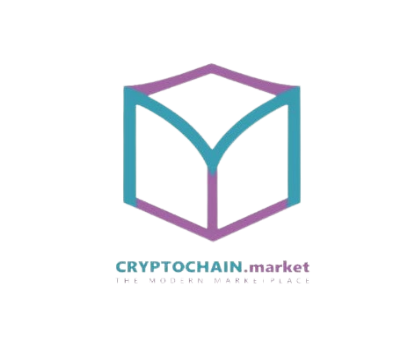 CRYPTOCHAIN.market
THE MODERN MARKETPLACE